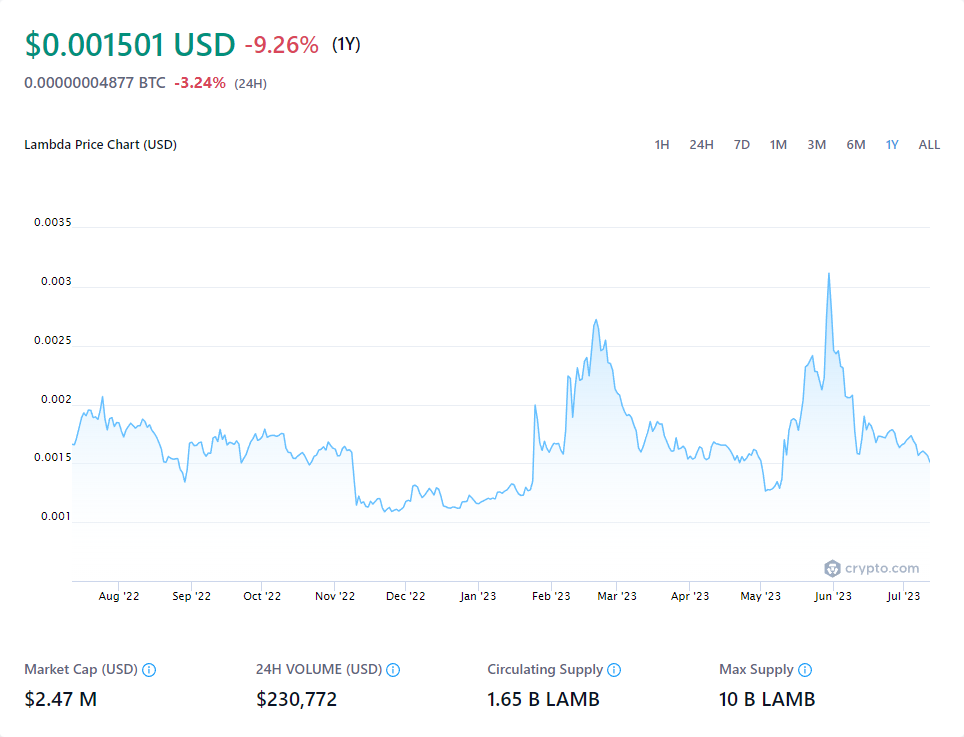 $0.001501 USD -9.26% (1Y)
0.00000004877 BTC -3.24% (24H)
Lambda Price Chart (USD) 1H 24H 7D 1M 3M 6M 1Y ALL
0.0035
0.003
0.0025
0.002
0.0015
0.001
crypto.com
Aug '22 Sep '22 Oct '22 Nov '22 Dec '22 Jan '23 Feb '23 Mar '23 Apr '23 May '23 Jun '23 Jul '23
Market Cap (USD) 24H VOLUME (USD) Circulating Supply Max Supply
$2.47 M $230,772 1.65 B LAMB 10 B LAMB